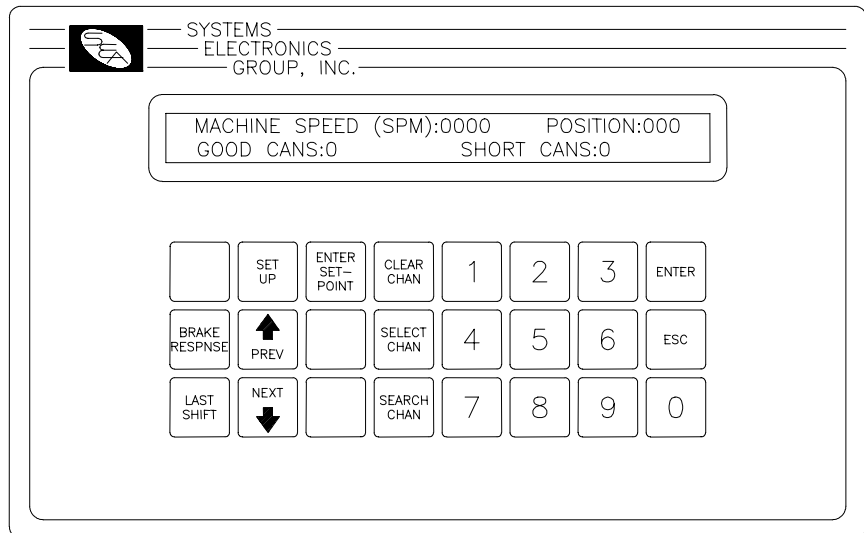 SYSTEMS
ELECTRONICS
GROUP, INC.
SEA
MACHINE SPEED (SPM):0000 POSITION:000
GOOD CANS:0 SHORT CANS:0
SET UP
ENTER SET-POINT
CLEAR CHAN
1
2
3
ENTER
BRAKE RESPNSE
PREV
SELECT CHAN
4
5
6
ESC
LAST SHIFT
NEXT
SEARCH CHAN
7
8
9
0